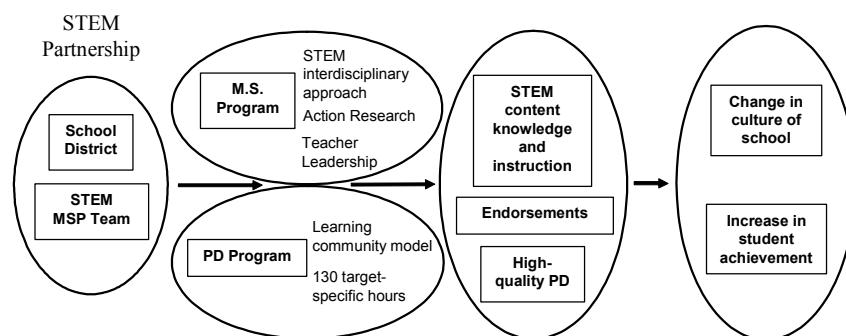 STEM
Partnership
School
District
STEM
MSP Team
M.S.
Program
STEM
interdisciplinary
approach
Action Research
Teacher
Leadership
PD Program
Learning
community model
130 target-
specific hours
STEM
content
knowledge
and
instruction
Endorsements
High-
quality PD
Change in
culture of
school
Increase in
student
achievement